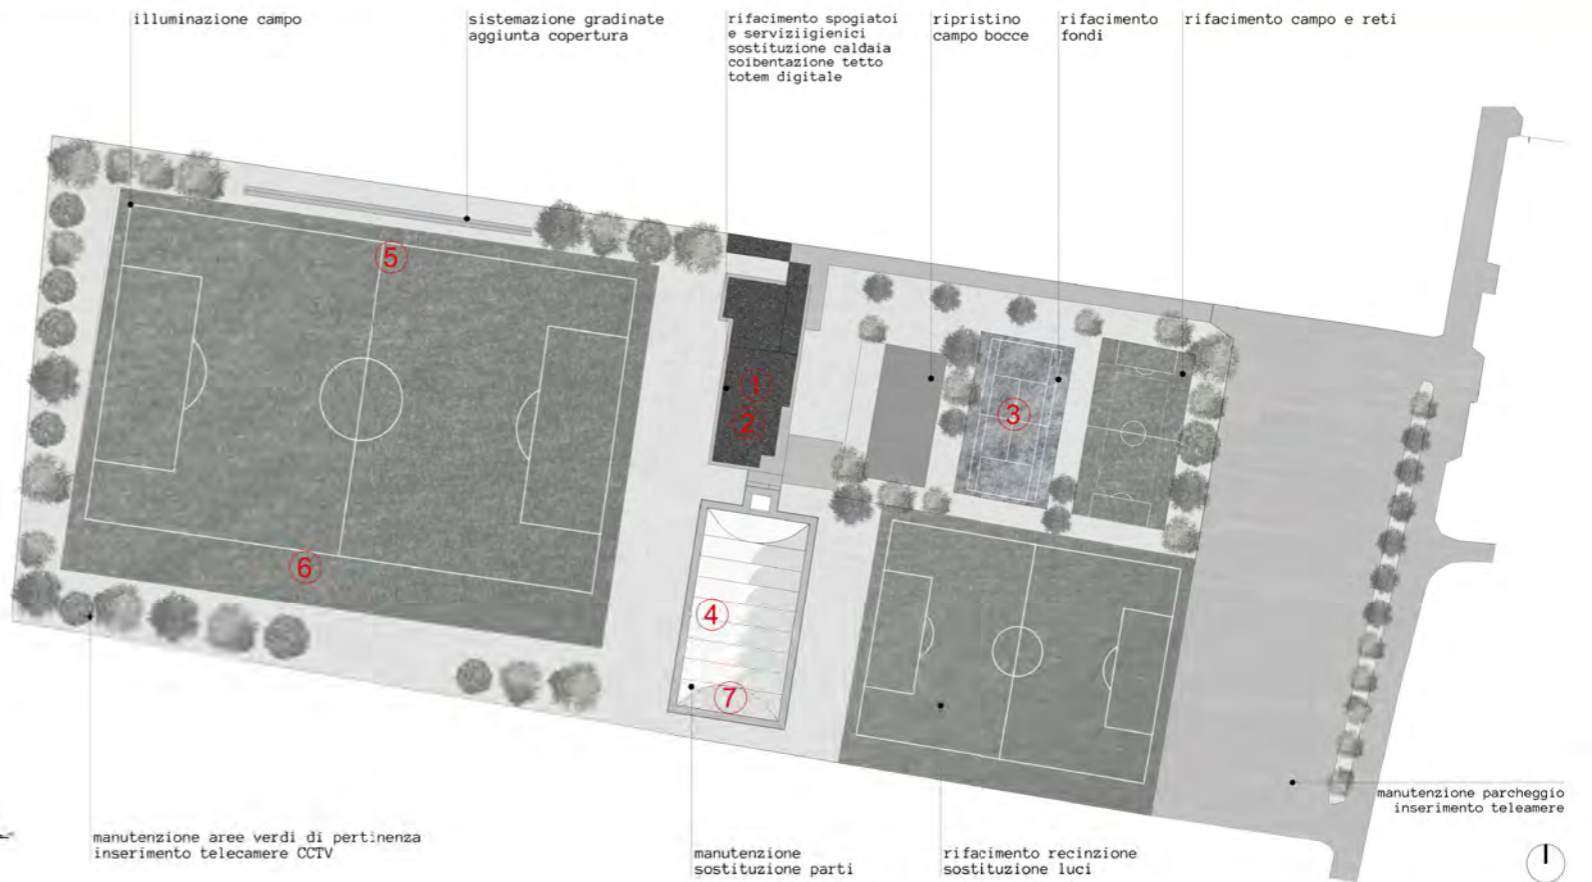 illuminazione campo
sistemazione gradinate
aggiunta copertura
rifacimento spogiatoi
e serviziigienici
sostituzione caldaia
coibentazione tetto
totem digitale
ripristino
campo bocce
rifacimento
fondi
rifacimento campo e reti
5
1
2
3
6
4
7
manutenzione aree verdi di pertinenza
inserimento telecamere CCTV
manutenzione
sostituzione parti
rifacimento recinzione
sostituzione luci
manutenzione parcheggio
inserimento teleamere